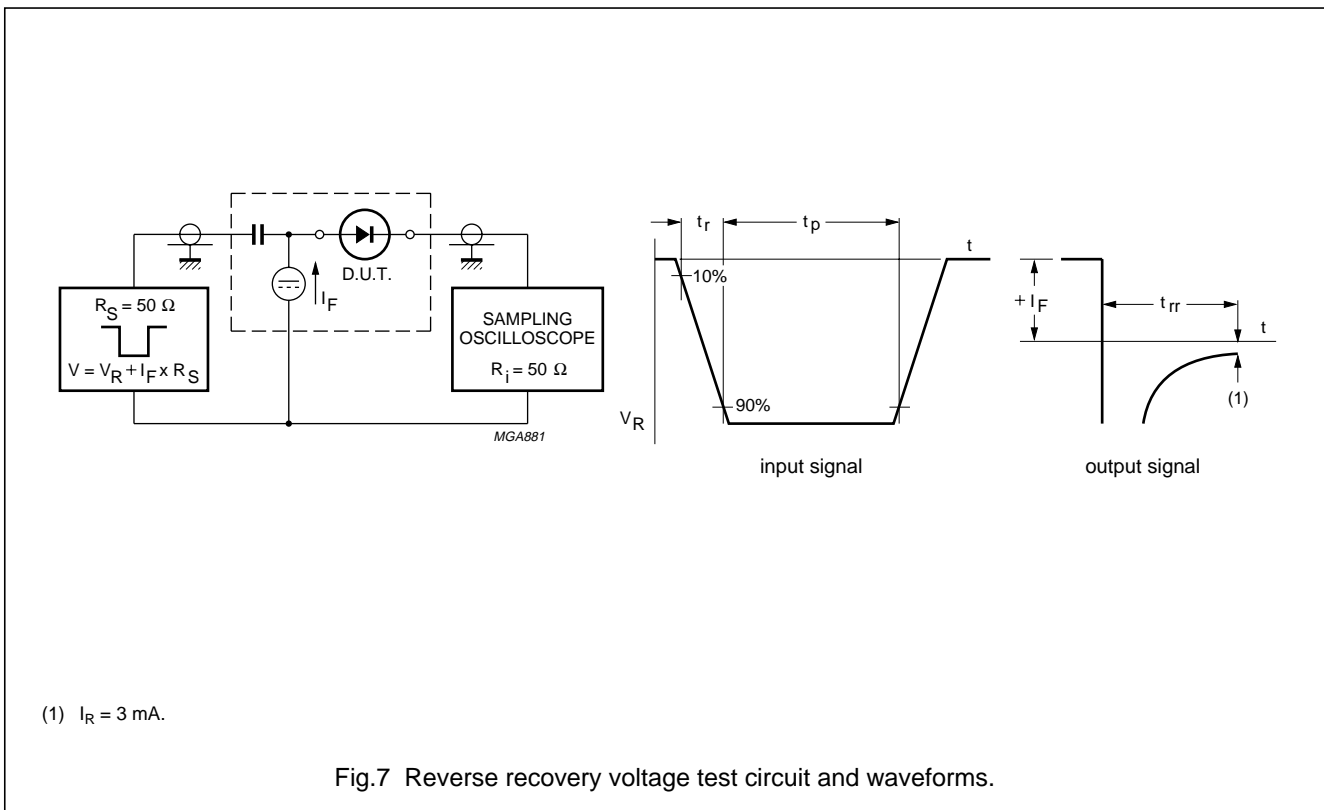 D.U.T.
I_F
R_S = 50 Ω
V = V_R + I_F x R_S
SAMPLING
OSCILLOSCOPE
R_i = 50 Ω
MGA881
t_r
t_p
t
10%
90%
V_R
input signal
+ I_F
t_rr
t
(1)
output signal
(1) I_R = 3 mA.
Fig.7 Reverse recovery voltage test circuit and waveforms.